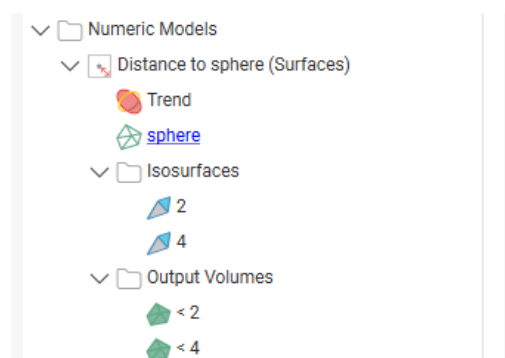 Numeric Models
Distance to sphere (Surfaces)
Trend
sphere
Isosurfaces
2
4
Output Volumes
< 2
< 4